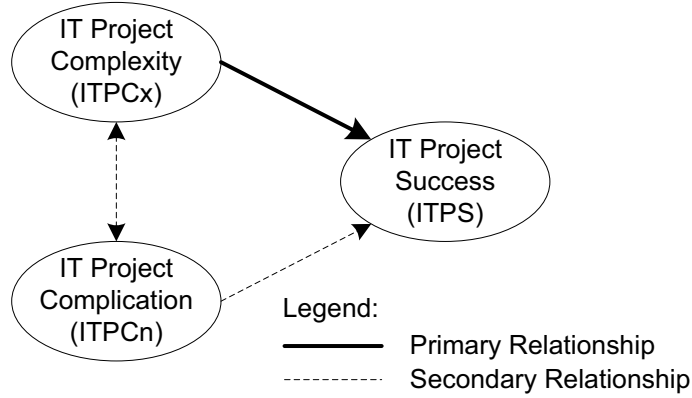 IT Project
Complexity
(ITPCx)
IT Project
Success
(ITPS)
IT Project
Complication
(ITPCn)
Legend:
Primary Relationship
Secondary Relationship